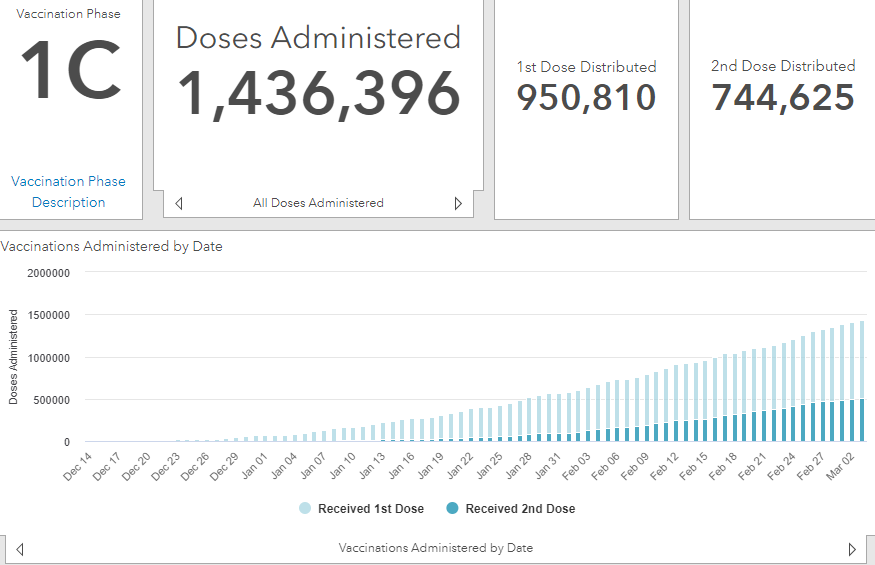 Vaccination Phase
1C
Vaccination Phase
Description
Doses Administered
1,436,396
All Doses Administered
1st Dose Distributed
950,810
2nd Dose Distributed
744,625
Vaccinations Administered by Date
Doses Administered
2000000
1500000
1000000
500000
0
Dec 14
Dec 17
Dec 20
Dec 23
Dec 26
Dec 29
Jan 01
Jan 04
Jan 07
Jan 10
Jan 13
Jan 16
Jan 19
Jan 22
Jan 25
Jan 28
Jan 31
Feb 03
Feb 06
Feb 09
Feb 12
Feb 15
Feb 18
Feb 21
Feb 24
Feb 27
Mar 02
Received 1st Dose
Received 2nd Dose
Vaccinations Administered by Date